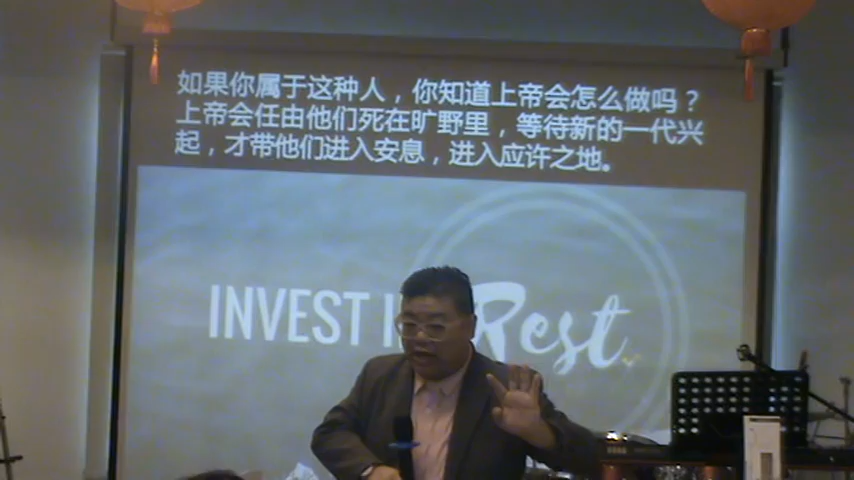 如果你属于这种人，你知道上帝会怎么做吗？
上帝会任由他们死在旷野里，等待新的一代兴
起，才带他们进入安息，进入应许之地。
INVEST I Rest